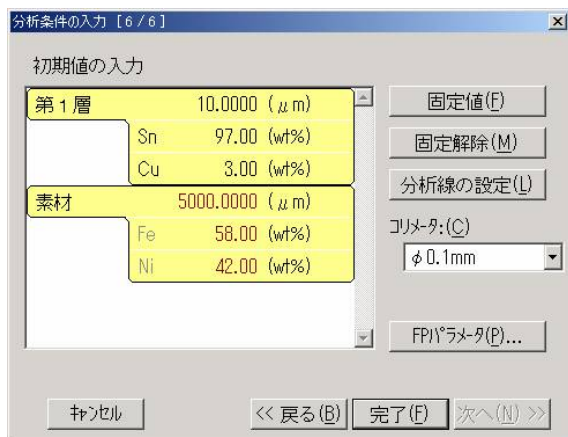 分析条件の入力 [6/6]
初期値の入力
第1層 10.0000 (μm)
Sn 97.00 (wt%)
Cu 3.00 (wt%)
素材 5000.0000 (μm)
Fe 58.00 (wt%)
Ni 42.00 (wt%)
固定値(F)
固定解除(M)
分析線の設定(L)
コリメータ:(C)
φ0.1mm
FPパラメータ(P)...
キャンセル
<< 戻る(B)
完了(F)
次へ(N) >>